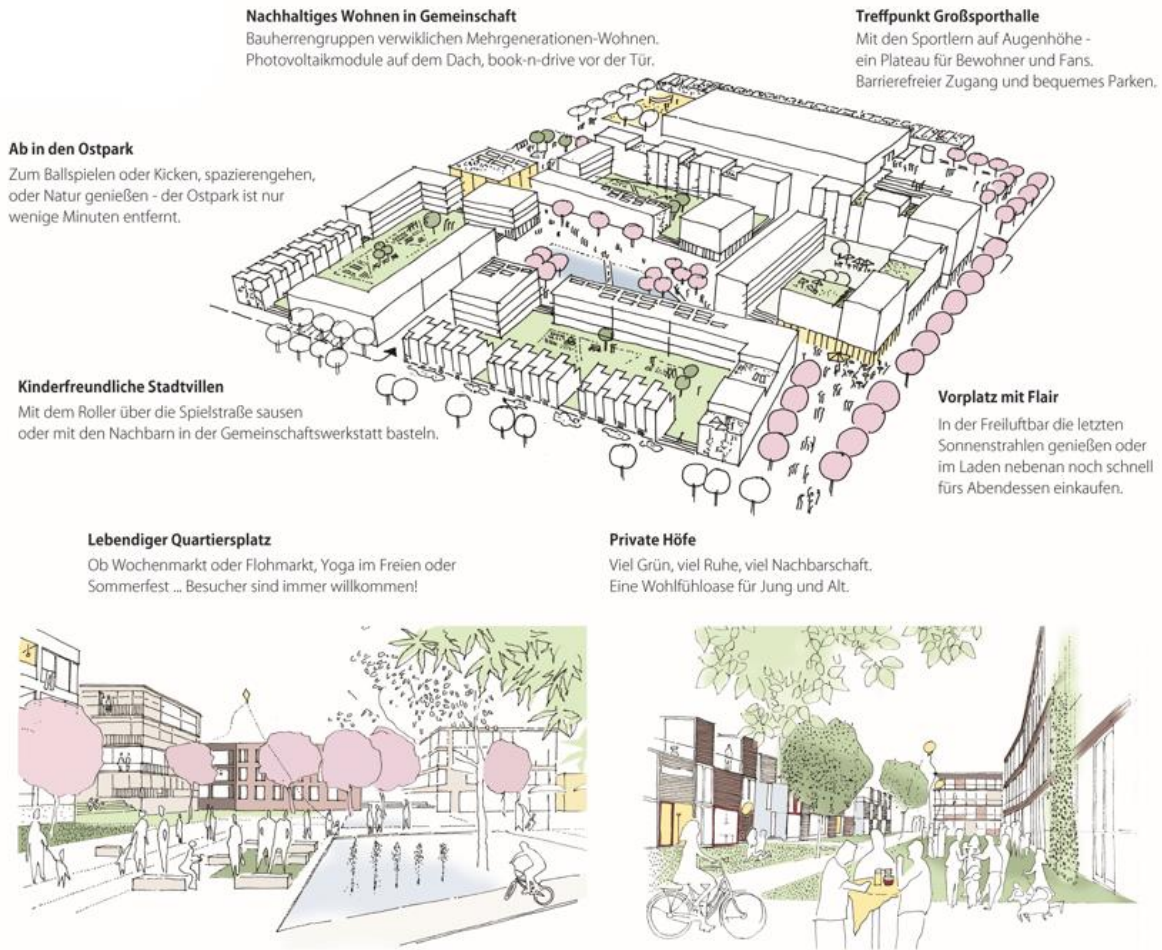 Nachhaltiges Wohnen in Gemeinschaft
Bauherrengruppen verwiklichen Mehrgenerationen-Wohnen.
Photovoltaikmodule auf dem Dach, book-n-drive vor der Tür.
Treffpunkt Großsporthalle
Mit den Sportlern auf Augenhöhe -
ein Plateau für Bewohner und Fans.
Barrierefreier Zugang und bequemes Parken.
Ab in den Ostpark
Zum Ballspielen oder Kicken, spazierengehen,
oder Natur genießen - der Ostpark ist nur
wenige Minuten entfernt.
Kinderfreundliche Stadtvillen
Mit dem Roller über die Spielstraße sausen
oder mit den Nachbarn in der Gemeinschaftswerkstatt basteln.
Vorplatz mit Flair
In der Freiluftbar die letzten
Sonnenstrahlen genießen oder
im Laden nebenan noch schnell
fürs Abendessen einkaufen.
Lebendiger Quartiersplatz
Ob Wochenmarkt oder Flohmarkt, Yoga im Freien oder
Sommerfest ... Besucher sind immer willkommen!
Private Höfe
Viel Grün, viel Ruhe, viel Nachbarschaft.
Eine Wohlfühloase für Jung und Alt.